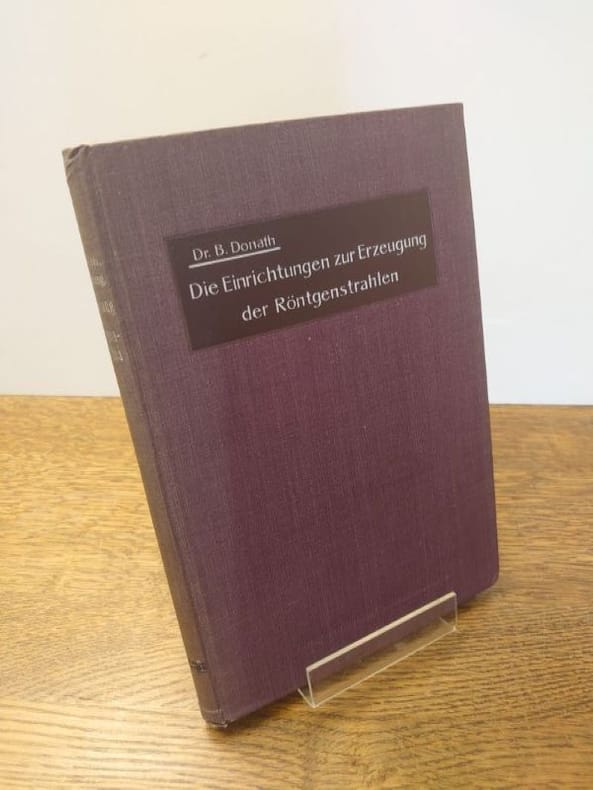 Dr. B. Donath
Die Einrichtungen zur Erzeugung
der Röntgenstrahlen